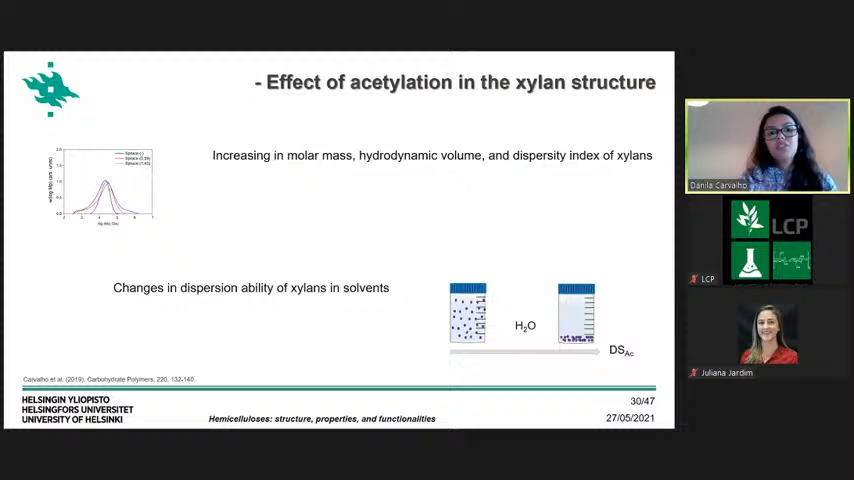 - Effect of acetylation in the xylan structure
Increasing in molar mass, hydrodynamic volume, and dispersity index of xylans
Changes in dispersion ability of xylans in solvents
H2O
DSAc
Carvalho et al. (2019). Carbohydrate Polymers, 220, 132-140.
HELSINGIN YLIOPISTO
HELSINGFORS UNIVERSITET
UNIVERSITY OF HELSINKI
Hemicelluloses: structure, properties, and functionalities
30/47
27/05/2021
Danila Carvalho
LCP
LCP
Juliana Jardim